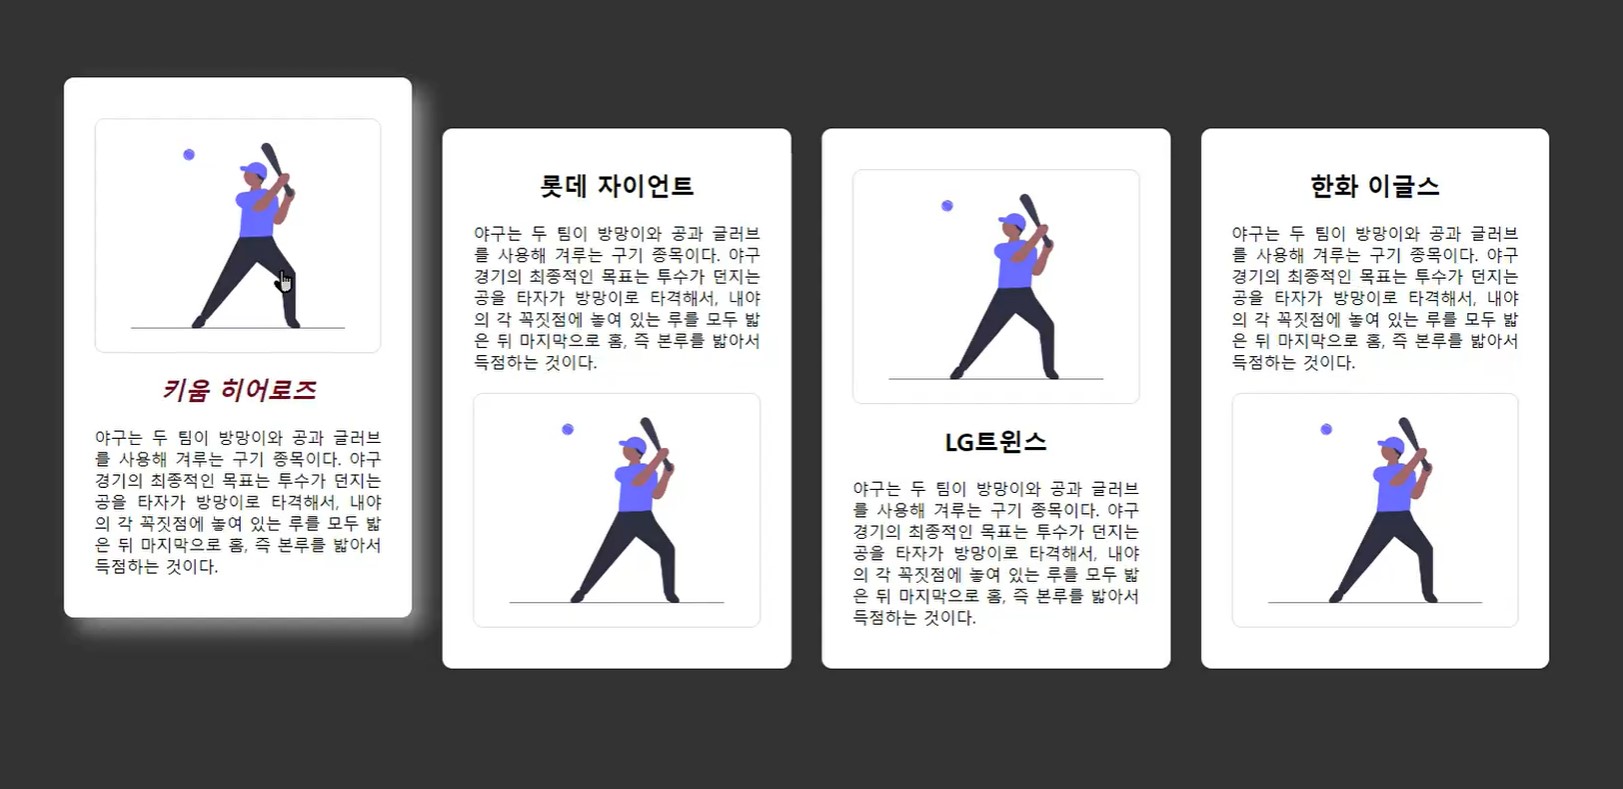 키움 히어로즈
야구는 두 팀이 방망이와 공과 글러브
를 사용해 겨루는 구기 종목이다. 야구
경기의 최종적인 목표는 투수가 던지는
공을 타자가 방망이로 타격해서, 내야
의 각 꼭짓점에 놓여 있는 루를 모두 밟
은 뒤 마지막으로 홈, 즉 본루를 밟아서
득점하는 것이다.
롯데 자이언트
야구는 두 팀이 방망이와 공과 글러브
를 사용해 겨루는 구기 종목이다. 야구
경기의 최종적인 목표는 투수가 던지는
공을 타자가 방망이로 타격해서, 내야
의 각 꼭짓점에 놓여 있는 루를 모두 밟
은 뒤 마지막으로 홈, 즉 본루를 밟아서
득점하는 것이다.
LG트윈스
야구는 두 팀이 방망이와 공과 글러브
를 사용해 겨루는 구기 종목이다. 야구
경기의 최종적인 목표는 투수가 던지는
공을 타자가 방망이로 타격해서, 내야
의 각 꼭짓점에 놓여 있는 루를 모두 밟
은 뒤 마지막으로 홈, 즉 본루를 밟아서
득점하는 것이다.
한화 이글스
야구는 두 팀이 방망이와 공과 글러브
를 사용해 겨루는 구기 종목이다. 야구
경기의 최종적인 목표는 투수가 던지는
공을 타자가 방망이로 타격해서, 내야
의 각 꼭짓점에 놓여 있는 루를 모두 밟
은 뒤 마지막으로 홈, 즉 본루를 밟아서
득점하는 것이다.